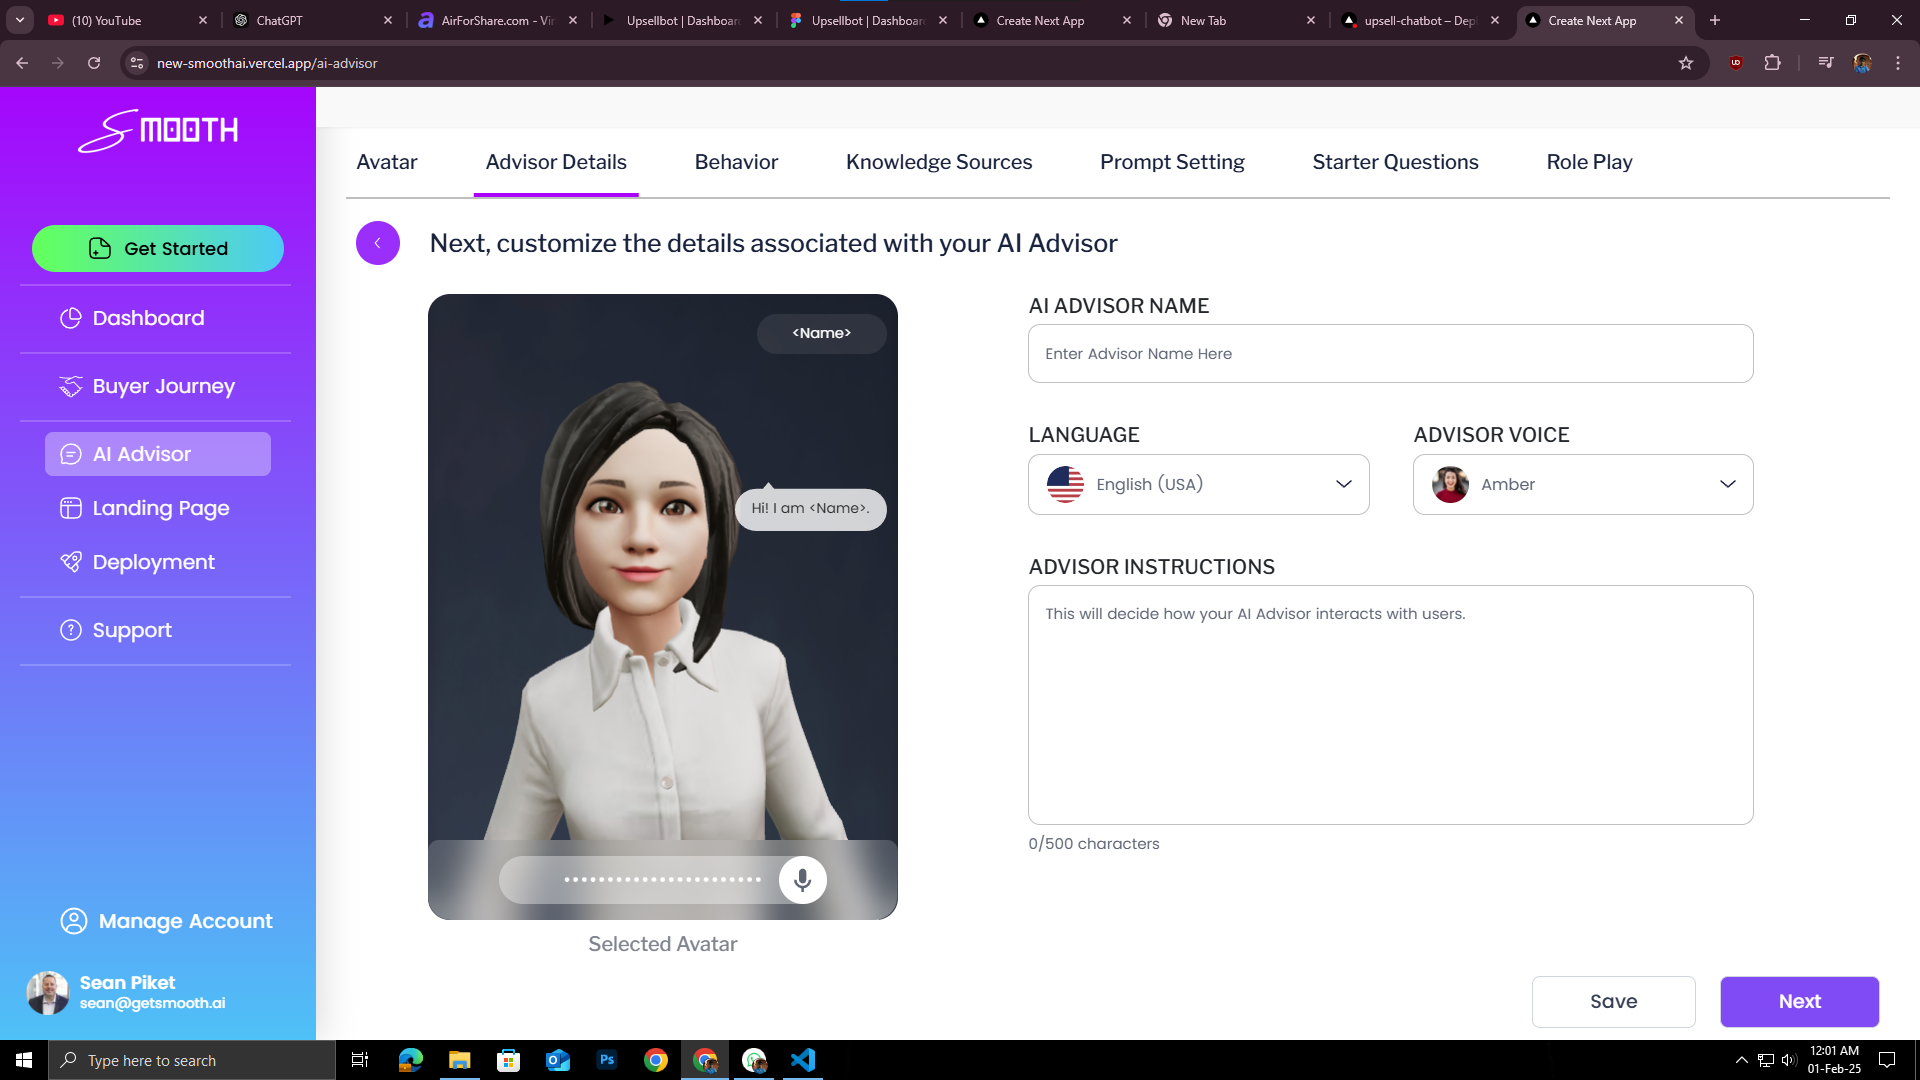 (10) YouTube
ChatGPT
AirForShare.com - Vir
Upsellbot | Dashboard
Upsellbot | Dashboar
Create Next App
New Tab
upsell-chatbot – Dep
Create Next App
new-smoothai.vercel.app/ai-advisor
SMOOTH
Get Started
Dashboard
Buyer Journey
AI Advisor
Landing Page
Deployment
Support
Manage Account
Sean Piket
sean@getsmooth.ai
Avatar
Advisor Details
Behavior
Knowledge Sources
Prompt Setting
Starter Questions
Role Play
Next, customize the details associated with your AI Advisor
<Name>
Hi! I am <Name>.
Selected Avatar
AI ADVISOR NAME
Enter Advisor Name Here
LANGUAGE
English (USA)
ADVISOR VOICE
Amber
ADVISOR INSTRUCTIONS
This will decide how your AI Advisor interacts with users.
0/500 characters
Save
Next
Type here to search
Ps
12:01 AM
01-Feb-25